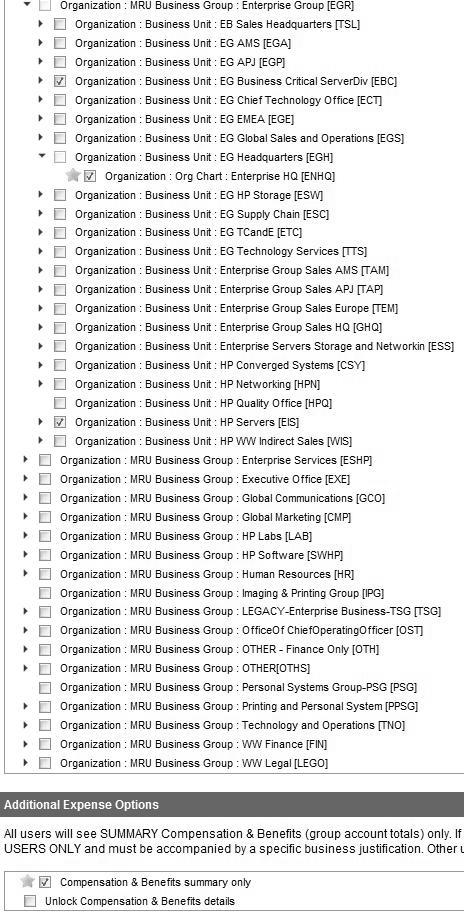 Organization : MRU Business Group : Enterprise Group [EGR]
Organization : Business Unit : EB Sales Headquarters [TSL]
Organization : Business Unit : EG AMS [EGA]
Organization : Business Unit : EG APJ [EGP]
Organization : Business Unit : EG Business Critical ServerDiv [EBC]
Organization : Business Unit : EG Chief Technology Office [ECT]
Organization : Business Unit : EG EMEA [EGE]
Organization : Business Unit : EG Global Sales and Operations [EGS]
Organization : Business Unit : EG Headquarters [EGH]
Organization : Org Chart : Enterprise HQ [ENHQ]
Organization : Business Unit : EG HP Storage [ESW]
Organization : Business Unit : EG Supply Chain [ESC]
Organization : Business Unit : EG TCandE [ETC]
Organization : Business Unit : EG Technology Services [TTS]
Organization : Business Unit : Enterprise Group Sales AMS [TAM]
Organization : Business Unit : Enterprise Group Sales APJ [TAP]
Organization : Business Unit : Enterprise Group Sales Europe [TEM]
Organization : Business Unit : Enterprise Group Sales HQ [GHQ]
Organization : Business Unit : Enterprise Servers Storage and Networkin [ESS]
Organization : Business Unit : HP Converged Systems [CSY]
Organization : Business Unit : HP Networking [HPN]
Organization : Business Unit : HP Quality Office [HPQ]
Organization : Business Unit : HP Servers [EIS]
Organization : Business Unit : HP WW Indirect Sales [WIS]
Organization : MRU Business Group : Enterprise Services [ESHP]
Organization : MRU Business Group : Executive Office [EXE]
Organization : MRU Business Group : Global Communications [GCO]
Organization : MRU Business Group : Global Marketing [CMP]
Organization : MRU Business Group : HP Labs [LAB]
Organization : MRU Business Group : HP Software [SWHP]
Organization : MRU Business Group : Human Resources [HR]
Organization : MRU Business Group : Imaging & Printing Group [IPG]
Organization : MRU Business Group : LEGACY-Enterprise Business-TSG [TSG]
Organization : MRU Business Group : OfficeOf ChiefOperatingOfficer [OST]
Organization : MRU Business Group : OTHER - Finance Only [OTH]
Organization : MRU Business Group : OTHER[OTHS]
Organization : MRU Business Group : Personal Systems Group-PSG [PSG]
Organization : MRU Business Group : Printing and Personal System [PPSG]
Organization : MRU Business Group : Technology and Operations [TNO]
Organization : MRU Business Group : WW Finance [FIN]
Organization : MRU Business Group : WW Legal [LEGO]
Additional Expense Options
All users will see SUMMARY Compensation & Benefits (group account totals) only. If
USERS ONLY and must be accompanied by a specific business justification. Other u
Compensation & Benefits summary only
Unlock Compensation & Benefits details